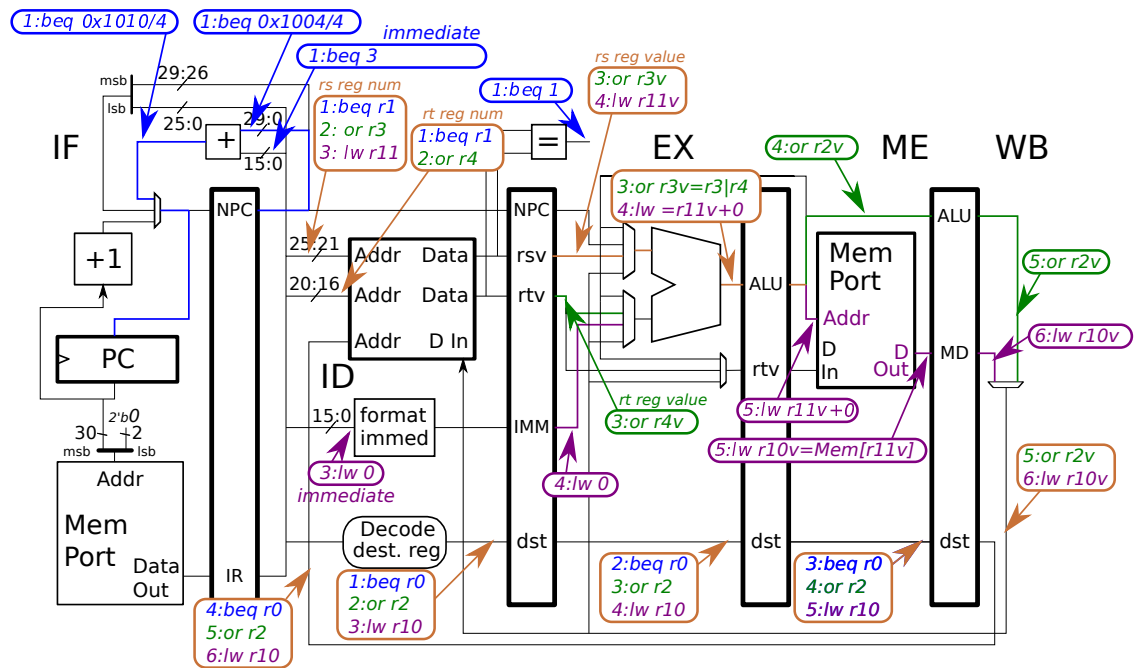 1:beq 0x1010/4
1:beq 0x1004/4
immediate
1:beq 3
29:26
msb
lsb
25:0
29:0
15:0
+
IF
rs reg num
1:beq r1
2: or r3
3: lw r11
rt reg num
1:beq r1
2:or r4
1:beq 1
=
rs reg value
3:or r3v
4:lw r11v
EX
ME
WB
4:or r2v
3:or r3v=r3|r4
4:lw =r11v+0
NPC
NPC
ALU
+1
25:21
Addr
Data
rsv
Mem
Port
5:or r2v
20:16
Addr
Data
rtv
ALU
Addr
6:lw r10v
PC
Addr
D In
D
In
D
Out
MD
ID
rtv
2'b0
30
2
msb
lsb
15:0
format
immed
IMM
rt reg value
3:or r4v
5:lw r11v+0
5:lw r10v=Mem[r11v]
3:lw 0
immediate
4:lw 0
5:or r2v
6:lw r10v
Addr
Mem
Port
Data
Out
IR
Decode
dest. reg
dst
dst
dst
4:beq r0
5:or r2
6:lw r10
1:beq r0
2:or r2
3:lw r10
2:beq r0
3:or r2
4:lw r10
3:beq r0
4:or r2
5:lw r10